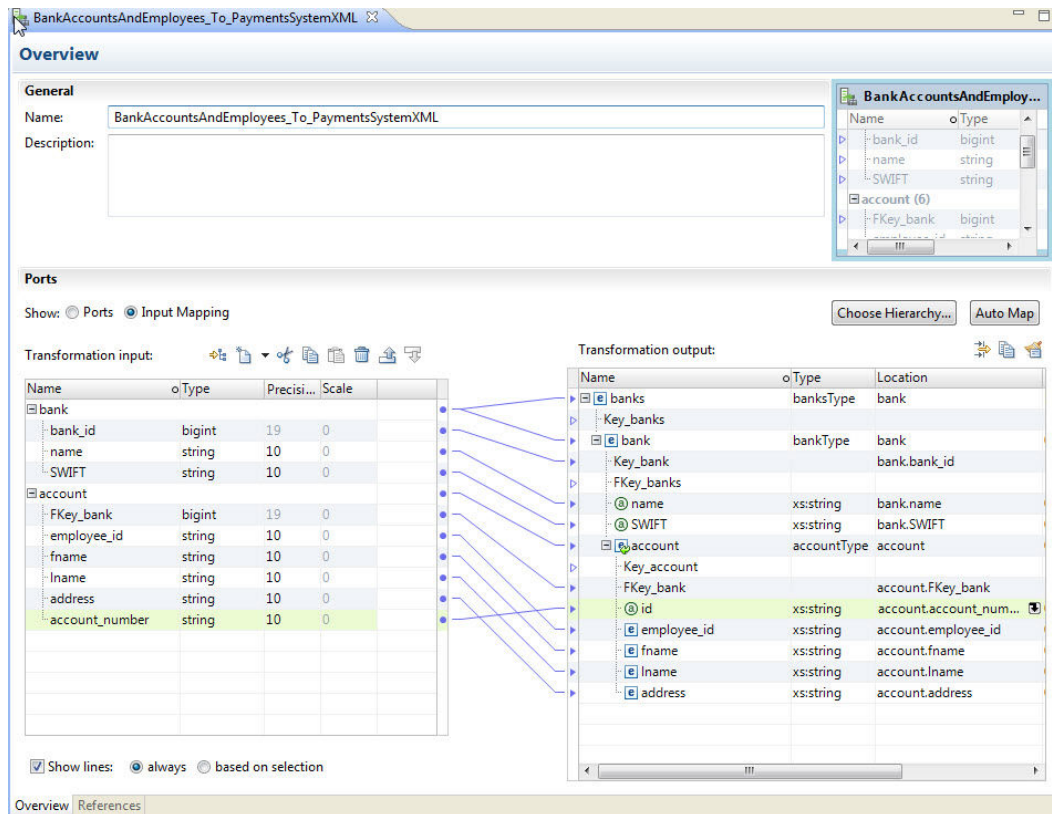 BankAccountsAndEmployees_To_PaymentsSystemXML
Overview
General
Name: BankAccountsAndEmployees_To_PaymentsSystemXML
Description:
BankAccountsAndEmploy...
Name Type
bank_id bigint
name string
SWIFT string
account (6)
FKey_bank bigint
Ports
Show: Ports Input Mapping
Choose Hierarchy... Auto Map
Transformation input:
Name Type Precisi... Scale
bank
bank_id bigint 19 0
name string 10 0
SWIFT string 10 0
account
FKey_bank bigint 19 0
employee_id string 10 0
fname string 10 0
lname string 10 0
address string 10 0
account_number string 10 0
Transformation output:
Name Type Location
e banks banksType bank
Key_banks
e bank bankType bank
Key_bank bank.bank_id
FKey_banks
a name xs:string bank.name
a SWIFT xs:string bank.SWIFT
e account accountType account
Key_account
FKey_bank account.FKey_bank
a id xs:string account.account_num...
e employee_id xs:string account.employee_id
e fname xs:string account.fname
e lname xs:string account.lname
e address xs:string account.address
Show lines: always based on selection
Overview References